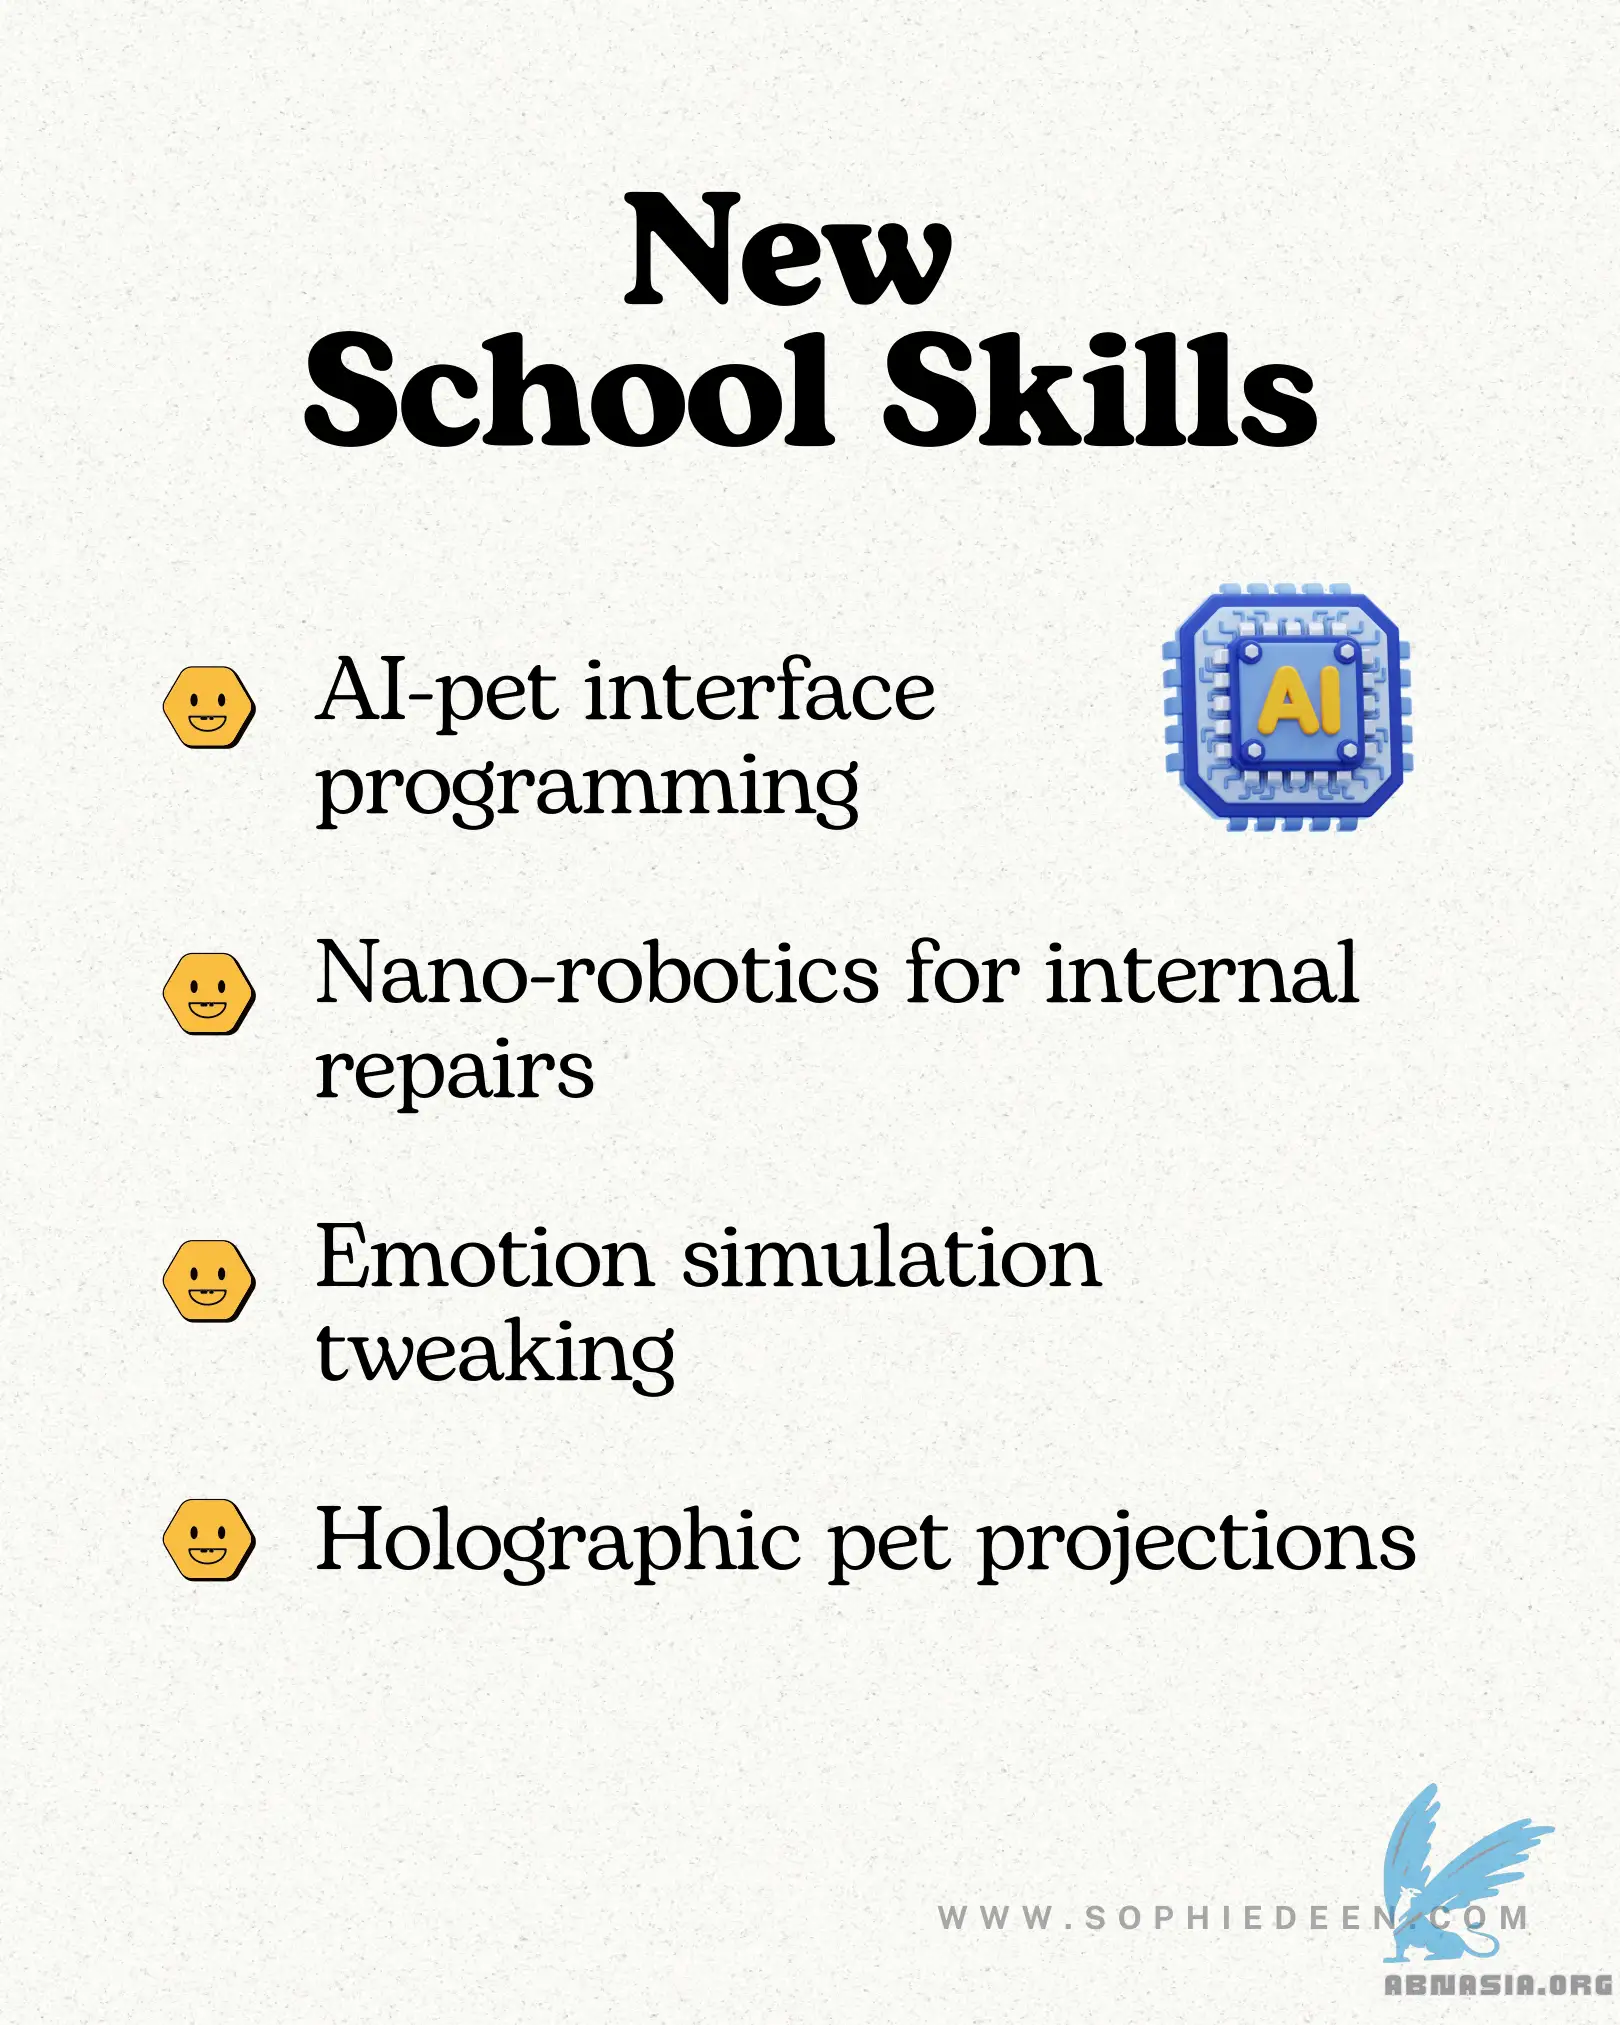 New
School Skills
AI
AI-pet interface
programming
Nano-robotics for internal
repairs
Emotion simulation
tweaking
Holographic pet projections
WWW.SOPHIEDEEN.COM
ABNASIA.ORG